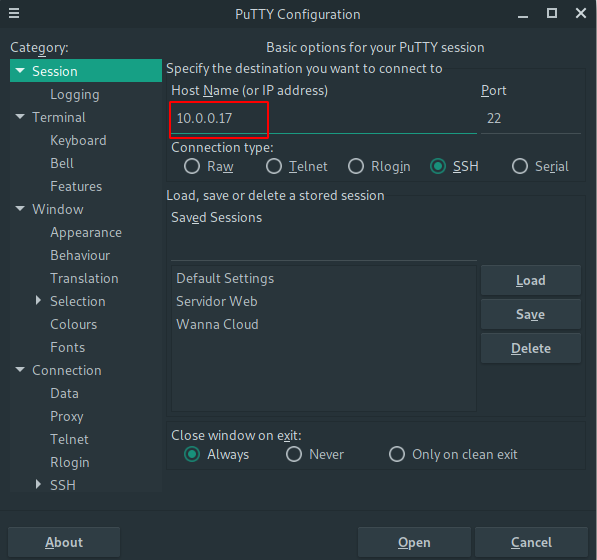 PuTTY Configuration
Category:
Session
Logging
Terminal
Keyboard
Bell
Features
Window
Appearance
Behaviour
Translation
Selection
Colours
Fonts
Connection
Data
Proxy
Telnet
Rlogin
SSH
Basic options for your PuTTY session
Specify the destination you want to connect to
Host Name (or IP address) Port
10.0.0.17 22
Connection type:
Raw Telnet Rlogin SSH Serial
Load, save or delete a stored session
Saved Sessions
Default Settings
Servidor Web
Wanna Cloud
Load
Save
Delete
Close window on exit:
Always Never Only on clean exit
About Open Cancel